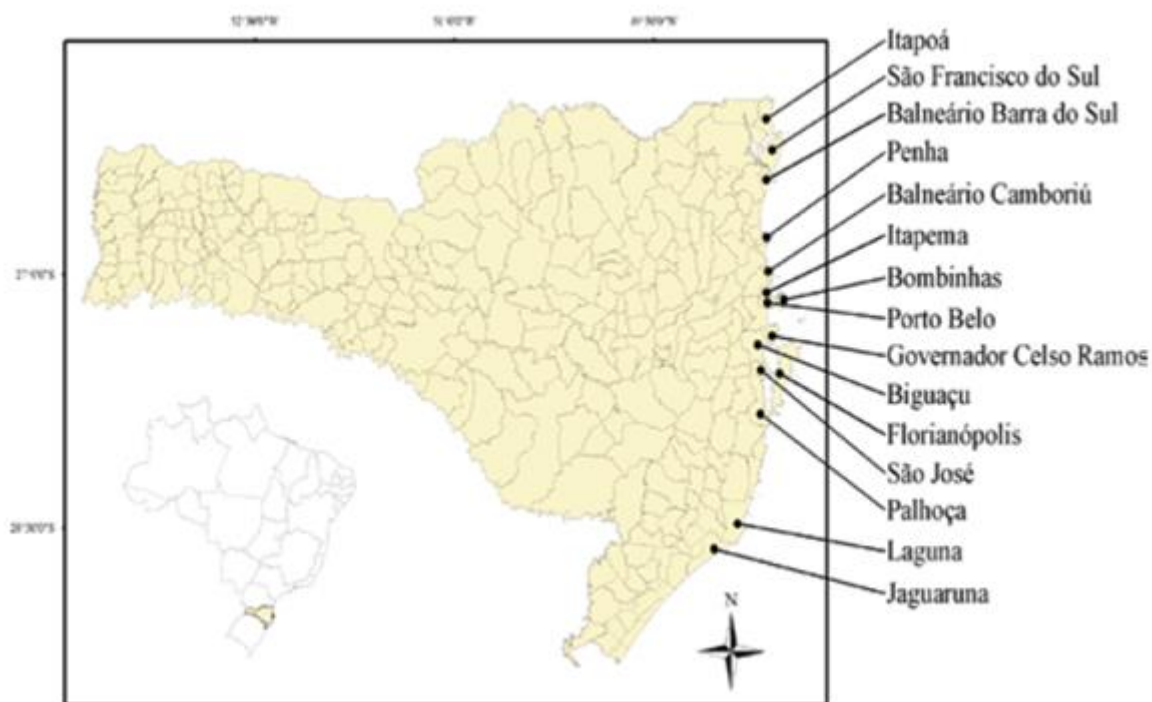 Itapoá
São Francisco do Sul
Balneário Barra do Sul
Penha
Balneário Camboriú
Itapema
Bombinhas
Porto Belo
Governador Celso Ramos
Biguaçu
Florianópolis
São José
Palhoça
Laguna
Jaguaruna
N